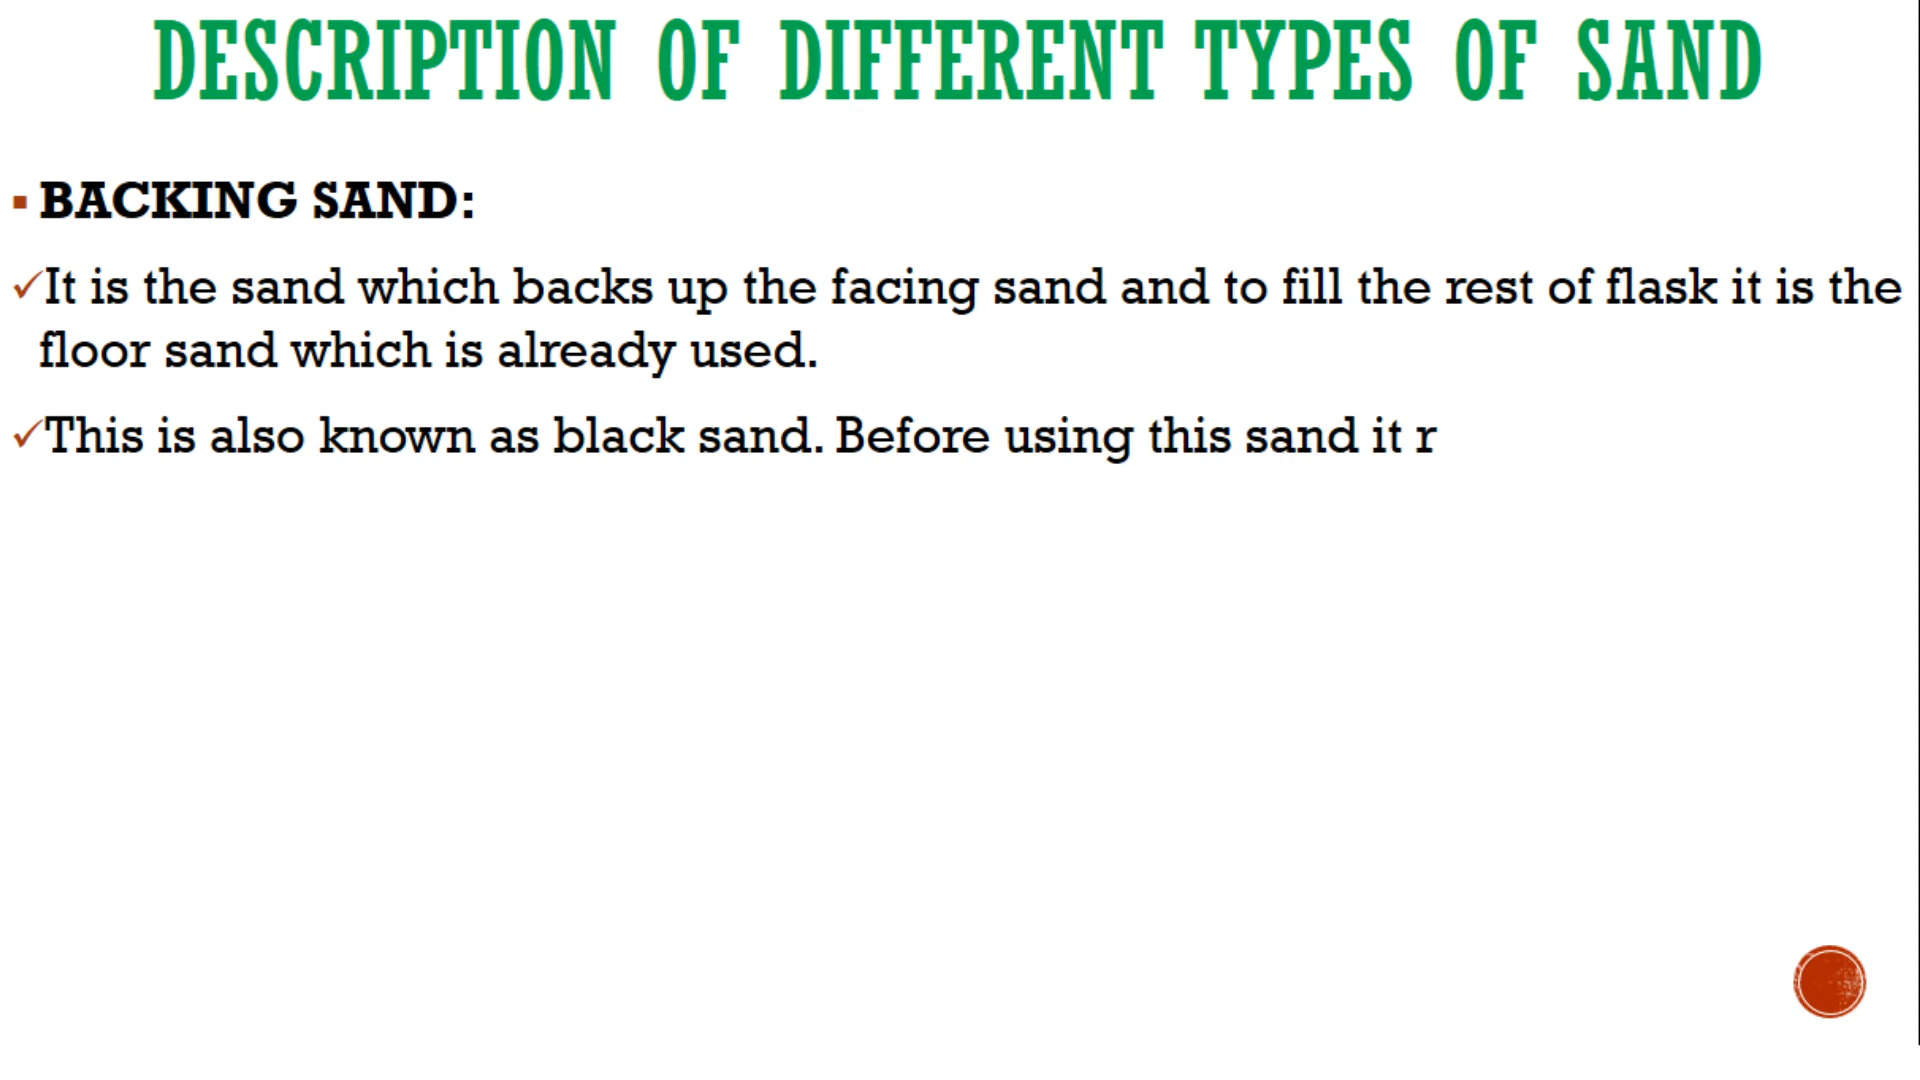 DESCRIPTION OF DIFFERENT TYPES OF SAND
BACKING SAND:
It is the sand which backs up the facing sand and to fill the rest of flask it is the
floor sand which is already used.
This is also known as black sand. Before using this sand it r